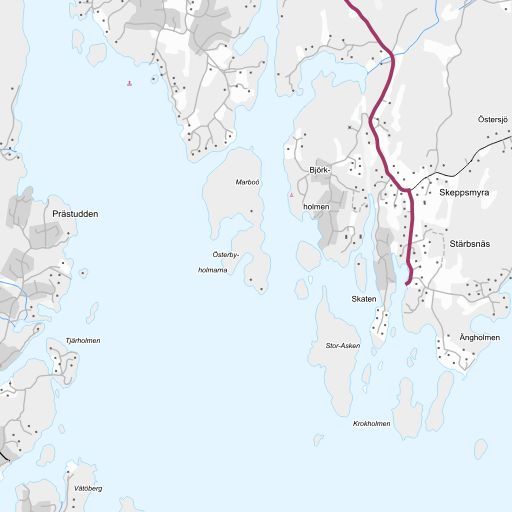 Östersjö
Björk-
holmen
Marboö
Skeppsmyra
Prästudden
Stärbsnäs
Österby-
holmarna
Skaten
Ängholmen
Tjärholmen
Stor-Asken
Krokholmen
Vätöberg